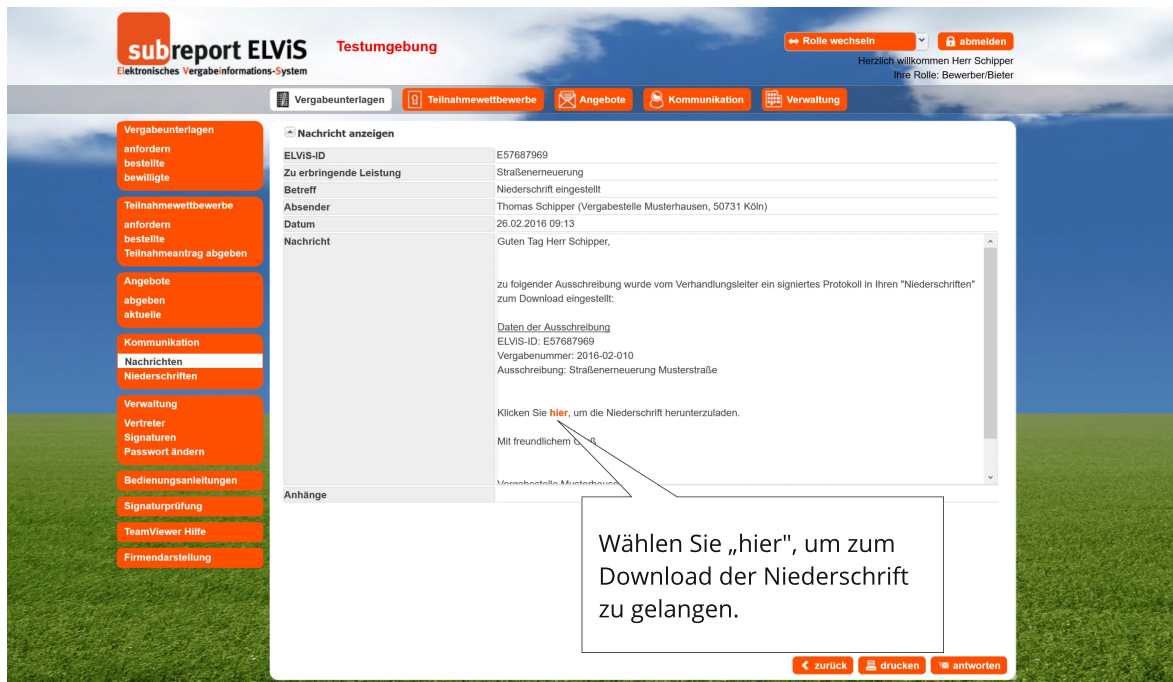 subreport ELViS
Elektronisches Vergabeinformations-System
Testumgebung
Rolle wechseln
abmelden
Herzlich willkommen Herr Schipper
Ihre Rolle: Bewerber/Bieter
Vergabeunterlagen
Teilnahmewettbewerbe
Angebote
Kommunikation
Verwaltung
Vergabeunterlagen
anfordern
bestellte
bewilligte
Teilnahmewettbewerbe
anfordern
bestellte
Teilnahmeantrag abgeben
Angebote
abgeben
aktuelle
Kommunikation
Nachrichten
Niederschriften
Verwaltung
Vertreter
Signaturen
Passwort ändern
Bedienungsanleitungen
Signaturprüfung
TeamViewer Hilfe
Firmendarstellung
Nachricht anzeigen
ELViS-ID E57687969
Zu erbringende Leistung Straßenerneuerung
Betreff Niederschrift eingestellt
Absender Thomas Schipper (Vergabestelle Musterhausen, 50731 Köln)
Datum 26.02.2016 09:13
Nachricht Guten Tag Herr Schipper,
zu folgender Ausschreibung wurde vom Verhandlungsleiter ein signiertes Protokoll in Ihren "Niederschriften"
zum Download eingestellt:
Daten der Ausschreibung
ELViS-ID: E57687969
Vergabenummer: 2016-02-010
Ausschreibung: Straßenerneuerung Musterstraße
Klicken Sie hier, um die Niederschrift herunterzuladen.
Mit freundlichem
Vergabestelle
Anhänge
Wählen Sie „hier", um zum
Download der Niederschrift
zu gelangen.
zurück
drucken
antworten